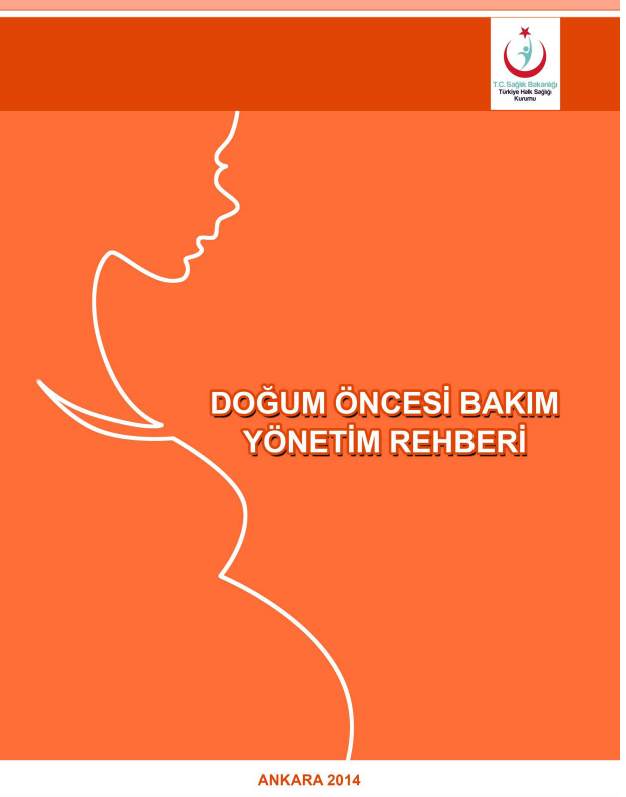 T.C.Sağlık Bakanlığı
Türkiye Halk Sağlığı
Kurumu
DOĞUM ÖNCESİ BAKIM
YÖNETİM REHBERİ
ANKARA 2014